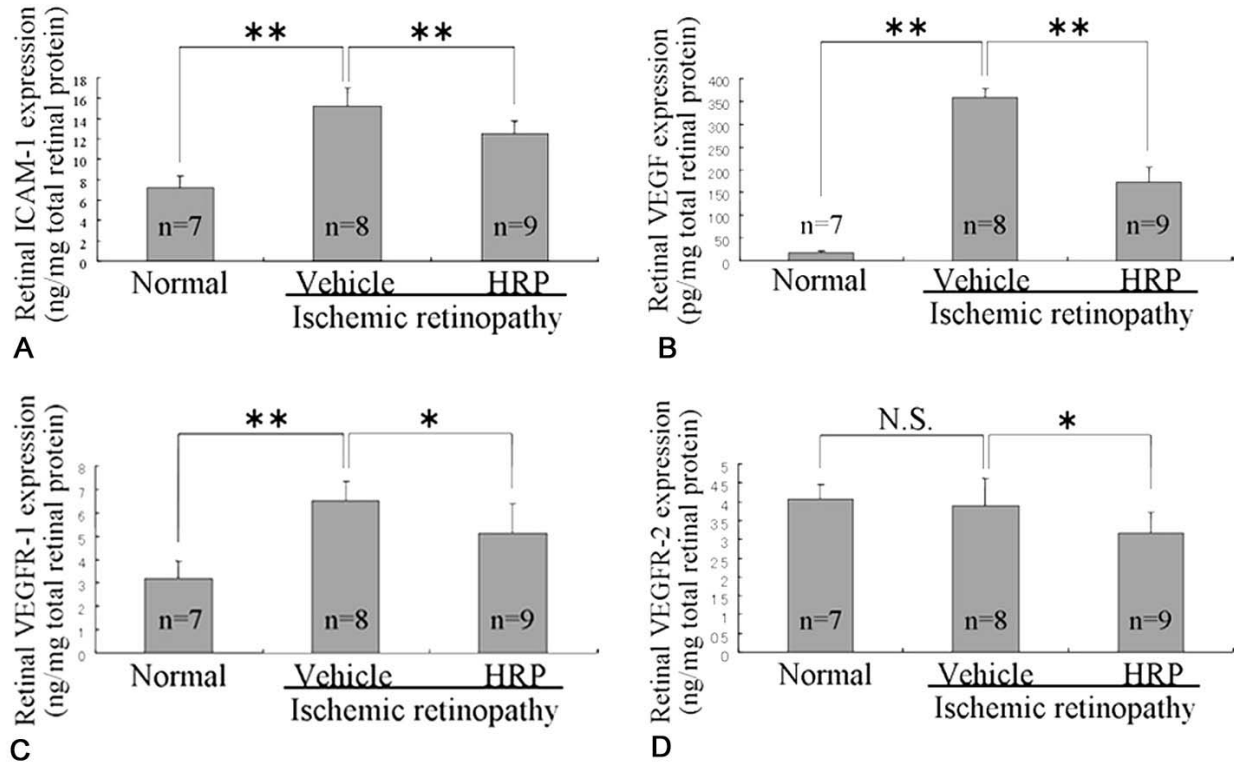 ** **
Retinal ICAM-1 expression
(ng/mg total retinal protein)
18
16
14
12
10
8
6
4
2
0
n=7 n=8 n=9
Normal Vehicle HRP
Ischemic retinopathy
A
** **
Retinal VEGF expression
(pg/mg total retinal protein)
400
350
300
250
200
150
100
50
0
n=7 n=8 n=9
Normal Vehicle HRP
Ischemic retinopathy
B
** *
Retinal VEGFR-1 expression
(ng/mg total retinal protein)
8
7
6
5
4
3
2
1
0
n=7 n=8 n=9
Normal Vehicle HRP
Ischemic retinopathy
C
N.S. *
Retinal VEGFR-2 expression
(ng/mg total retinal protein)
5
4.5
4
3.5
3
2.5
2
1.5
1
0.5
0
n=7 n=8 n=9
Normal Vehicle HRP
Ischemic retinopathy
D